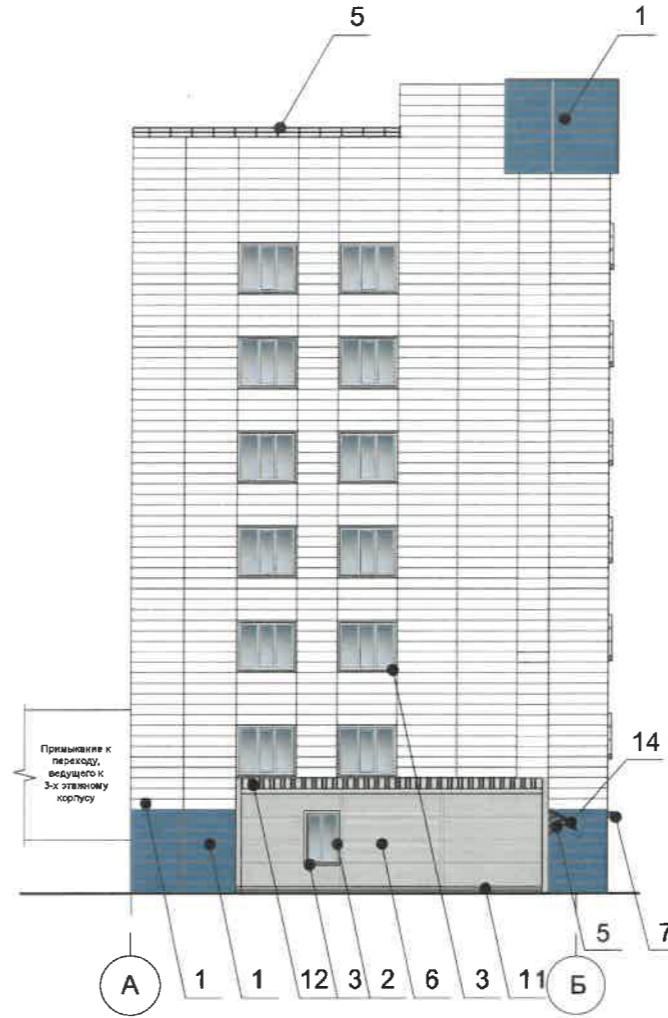 5
1
Примыкание к
переходу,
ведущего к
3-х этажному
корпусу
14
А
1
1
12
3
2
6
3
11
Б
5
7